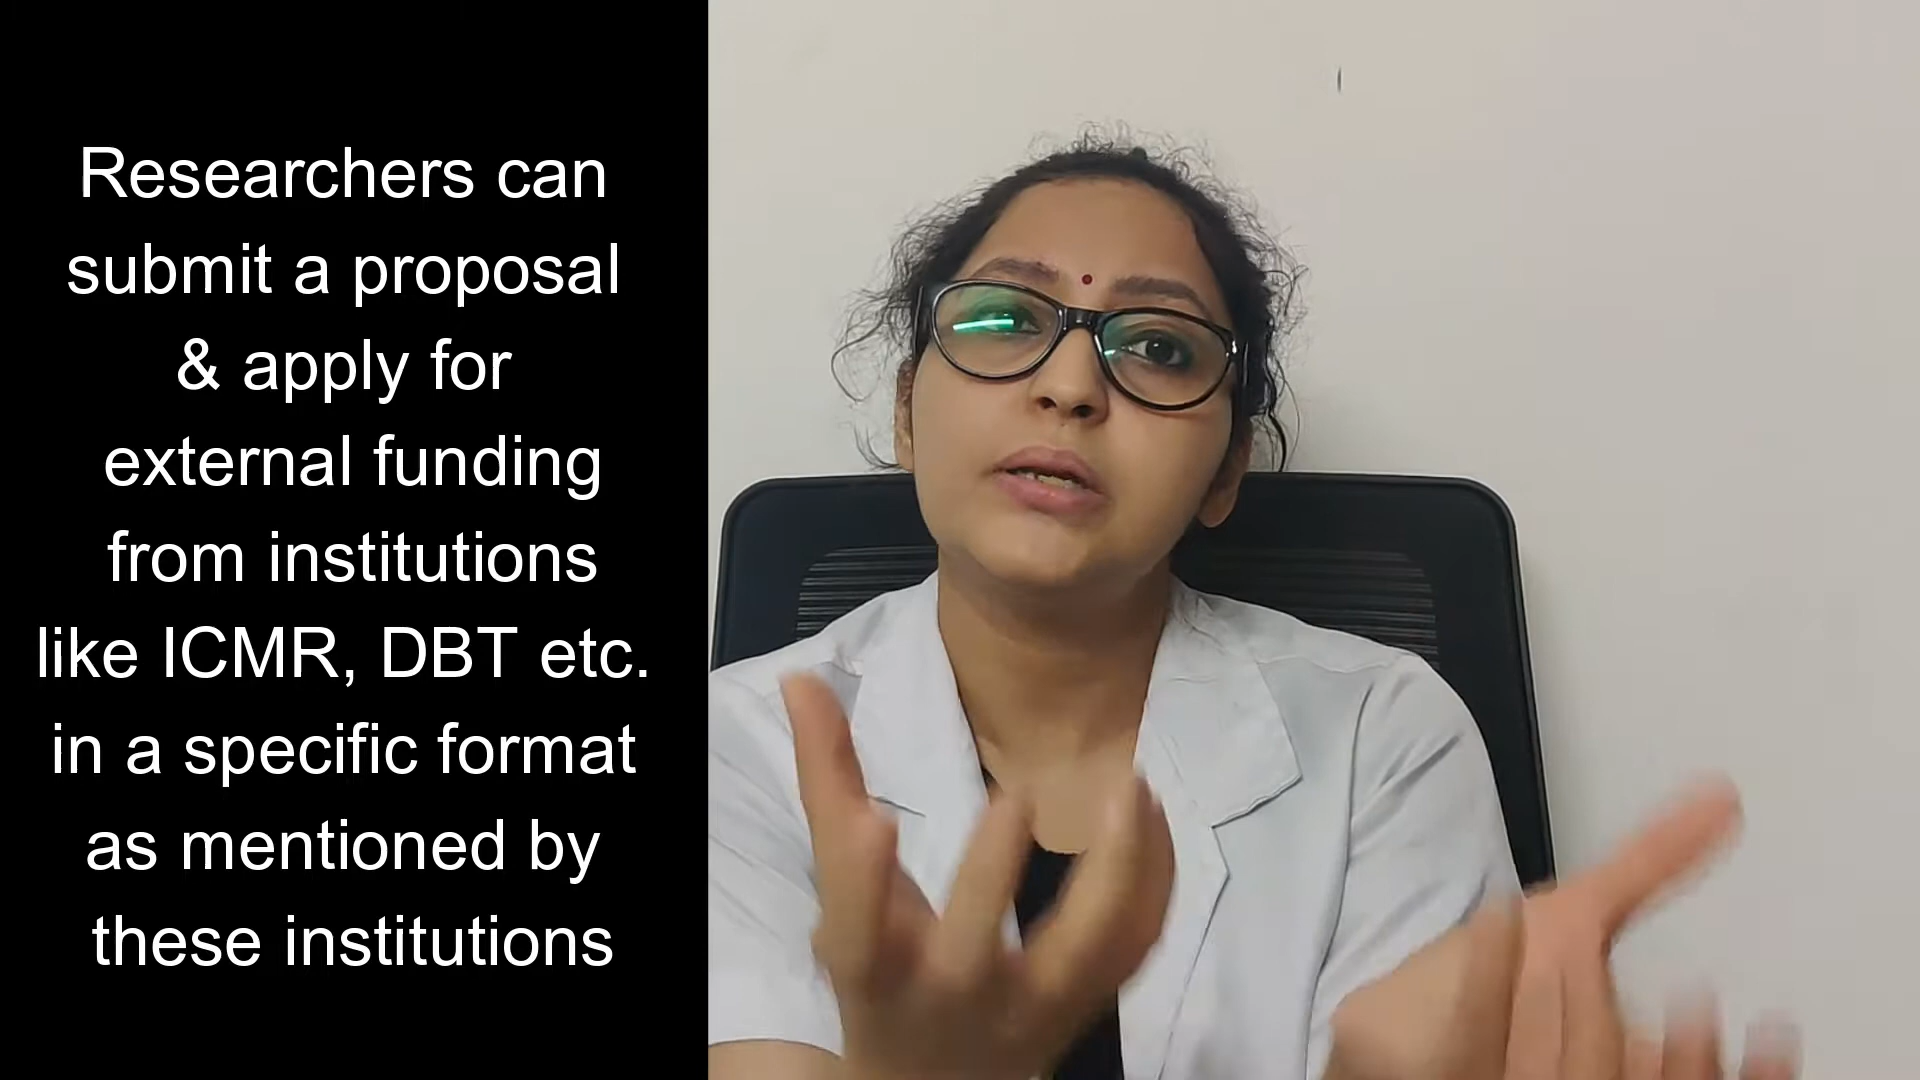 Researchers can
submit a proposal
& apply for
external funding
from institutions
like ICMR, DBT etc.
in a specific format
as mentioned by
these institutions